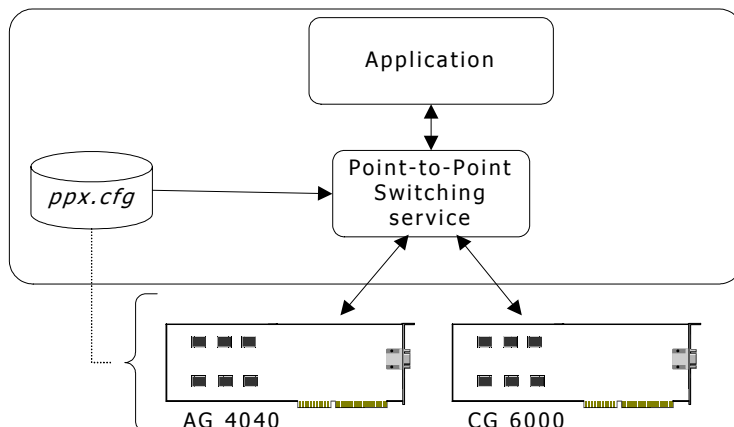 Application
Point-to-Point
Switching
service
ppx.cfg
AG 4040
CG 6000